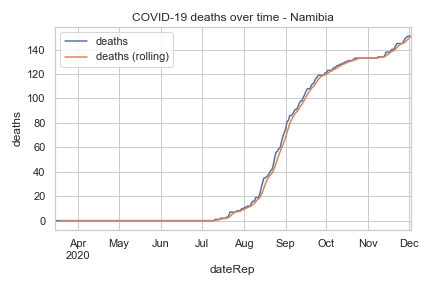 COVID-19 deaths over time - Namibia
deaths
deaths (rolling)
deaths
140
120
100
80
60
40
20
0
Apr May Jun Jul Aug Sep Oct Nov Dec
2020
dateRep